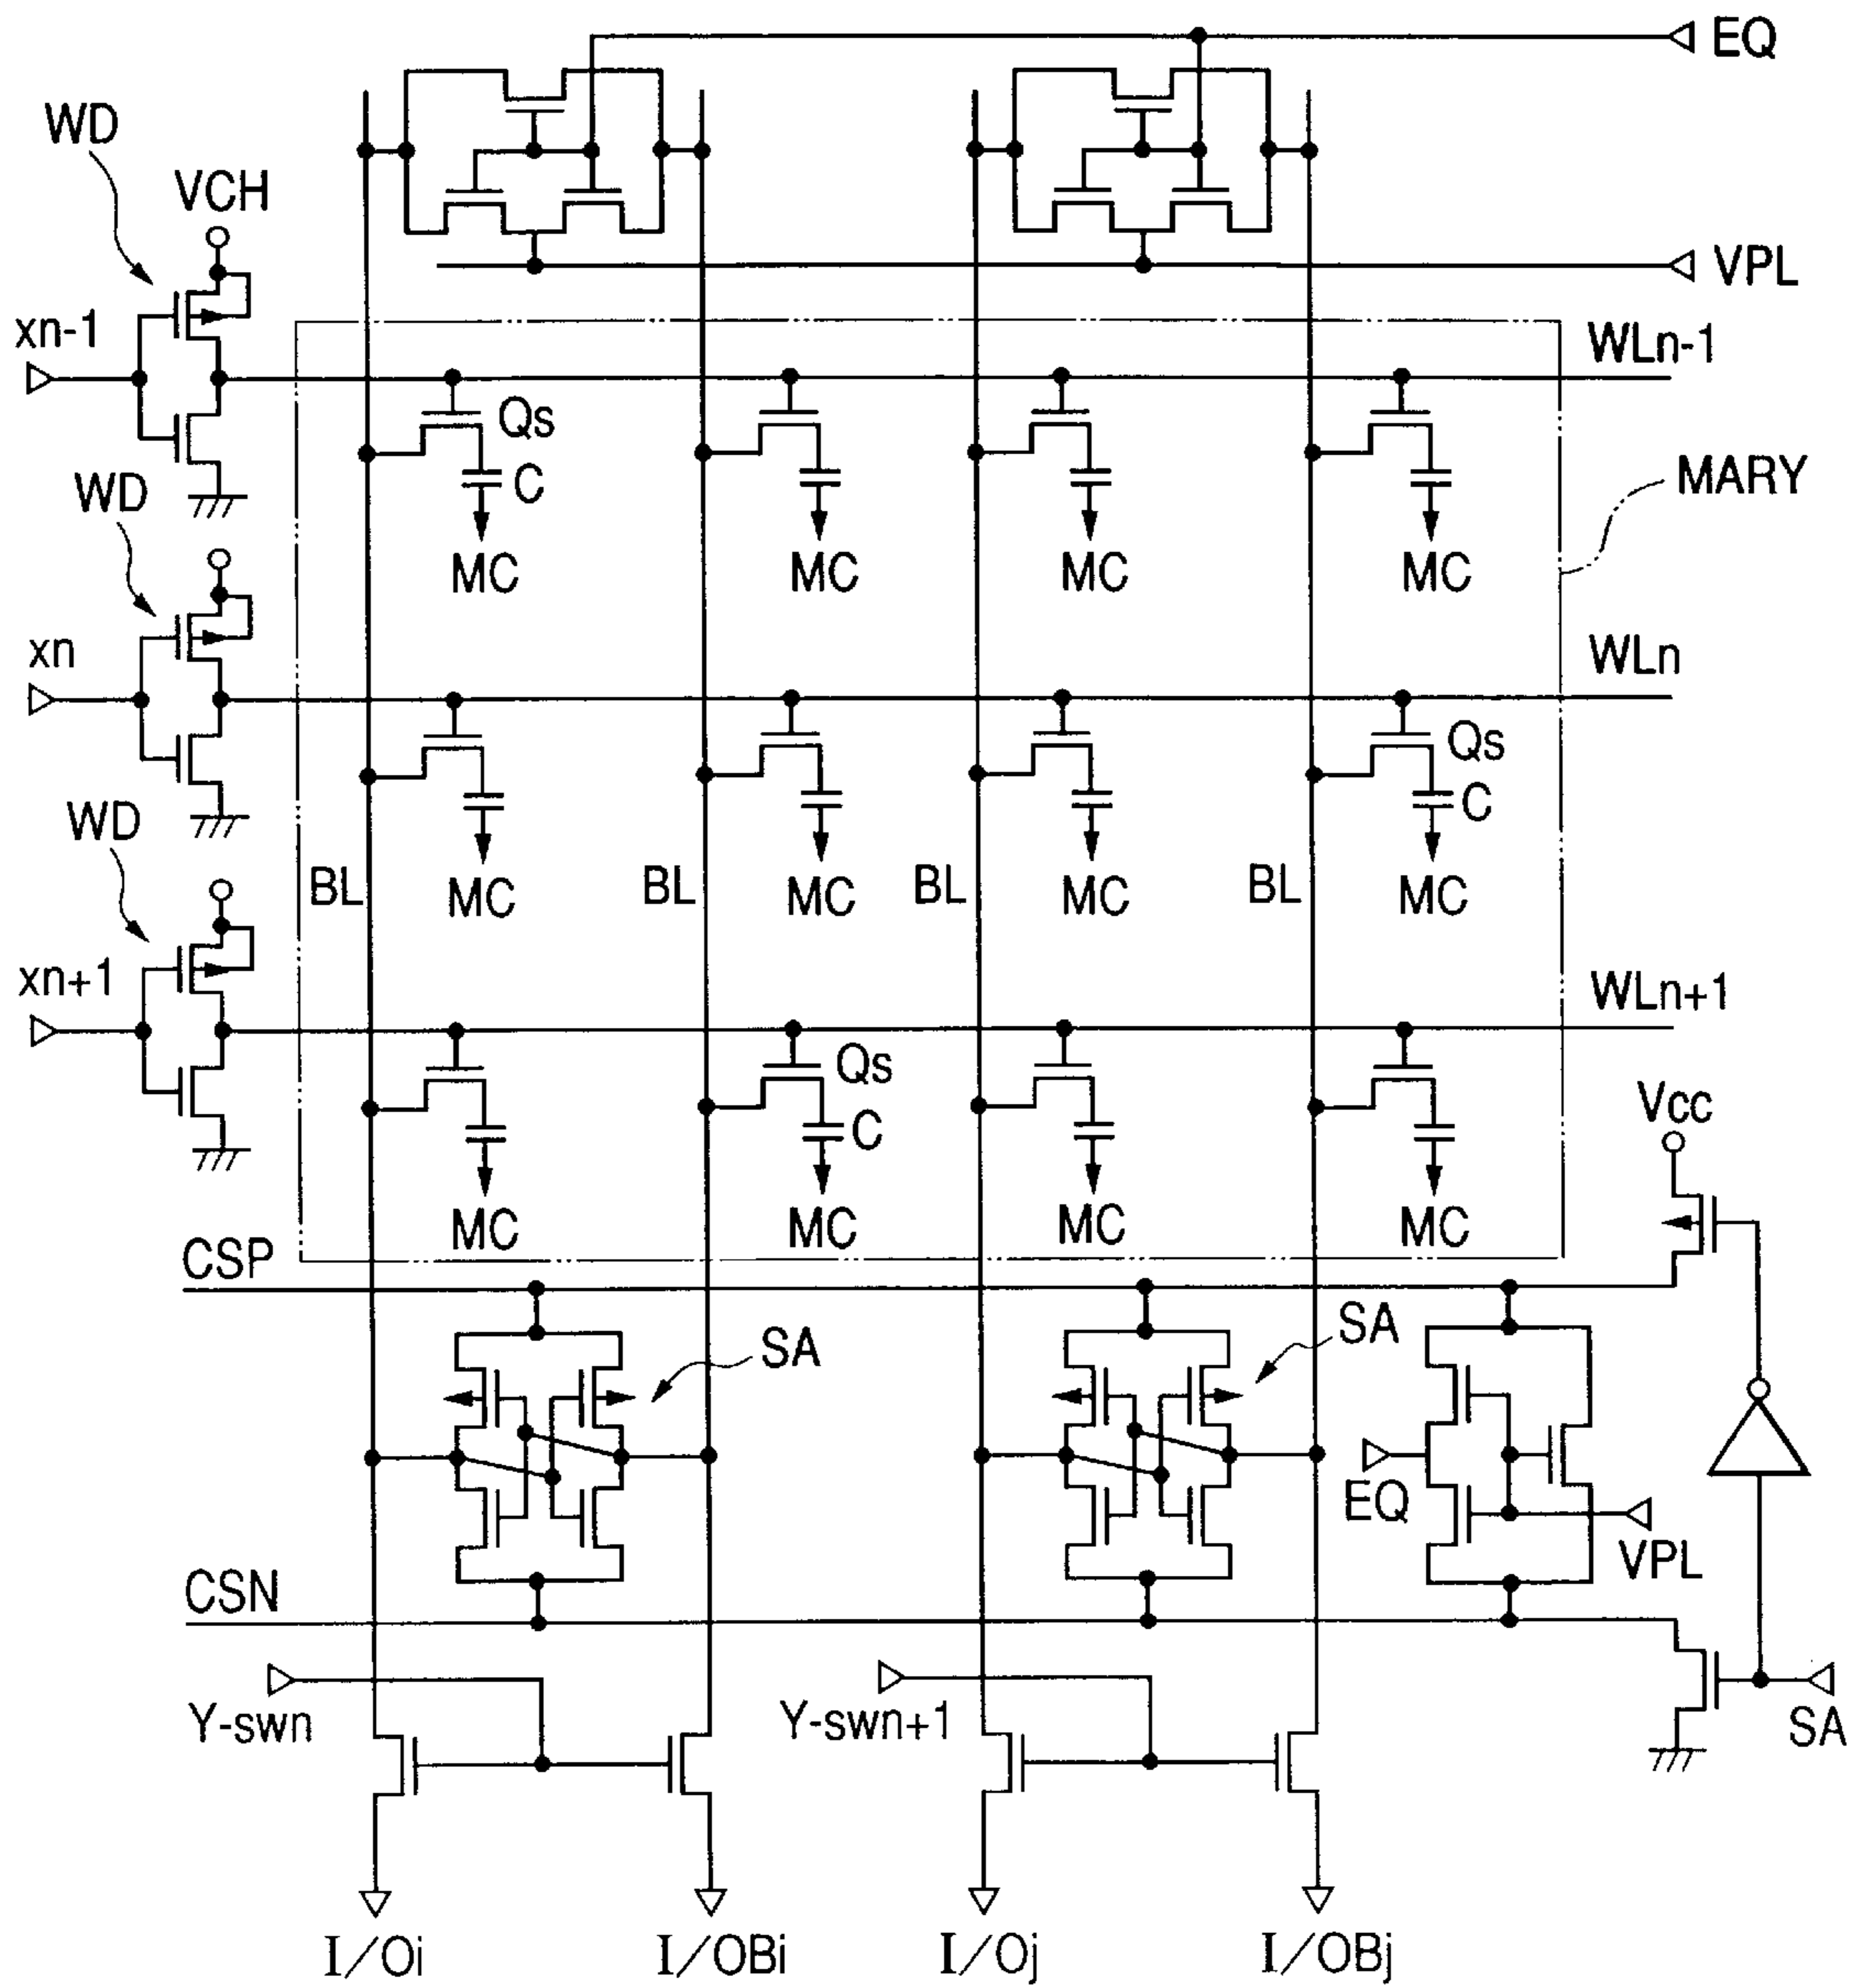 EQ
WD
VCH
VPL
xn-1
WLn-1
Qs
C
MARY
WD
MC
MC
MC
MC
xn
WLn
Qs
C
WD
BL
MC
BL
MC
BL
MC
BL
MC
xn+1
WLn+1
Qs
C
Vcc
MC
MC
MC
MC
CSP
SA
SA
EQ
VPL
CSN
Y-swn
Y-swn+1
SA
I/Oi
I/OBi
I/Oj
I/OBj